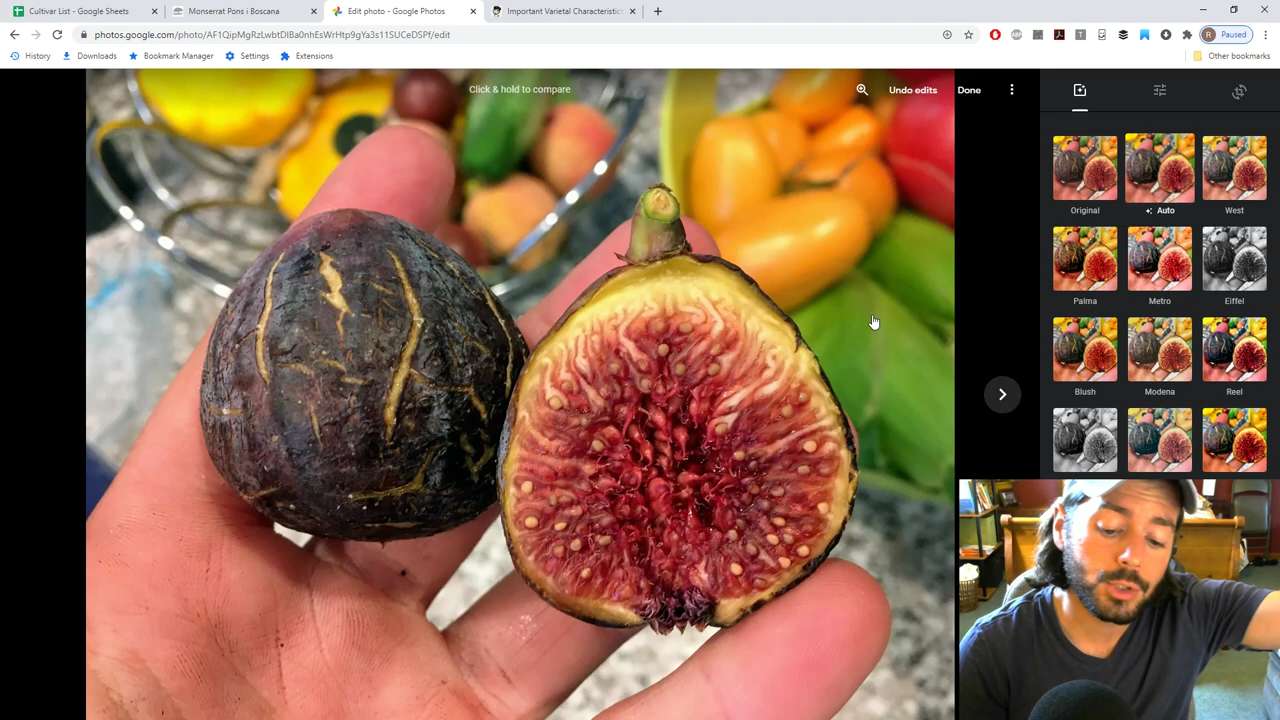 Cultivar List - Google Sheets
Monserrat Pons i Boscana
Edit photo - Google Photos
Important Varietal Characteristics
photos.google.com/photo/AF1QipMgRzLwbtDIBa0nhEsWrHtp9gYa3s11SUCeDSPf/edit
R Paused
History Downloads Bookmark Manager Settings Extensions Other bookmarks
Click & hold to compare
Undo edits
Done
Original Auto West
Palma Metro Eiffel
Blush Modena Reel